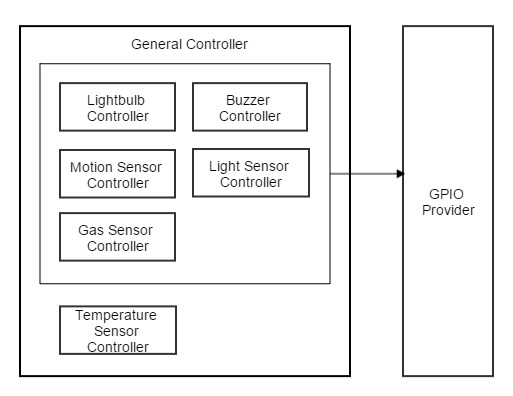 General Controller
Lightbulb
Controller
Buzzer
Controller
Motion Sensor
Controller
Light Sensor
Controller
Gas Sensor
Controller
Temperature
Sensor
Controller
GPIO
Provider